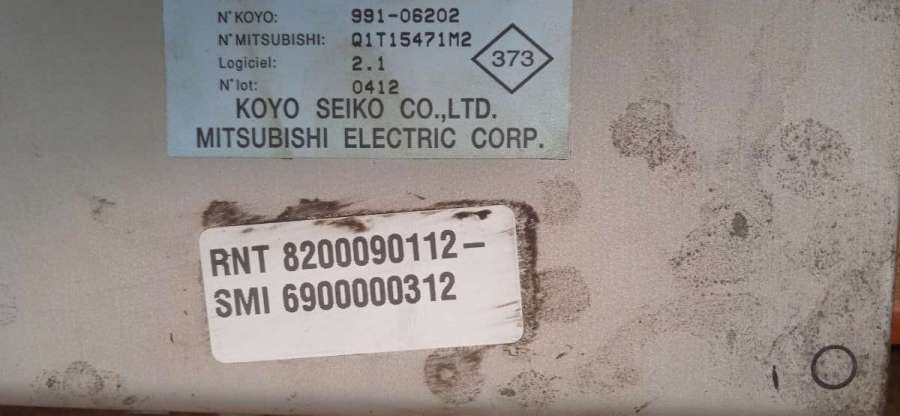 N° KOYO: 991-06202
N° MITSUBISHI: Q1T15471M2
Logiciel: 2.1
373
N° lot: 0412
KOYO SEIKO CO.,LTD.
MITSUBISHI ELECTRIC CORP.
RNT 8200090112-
SMI 6900000312